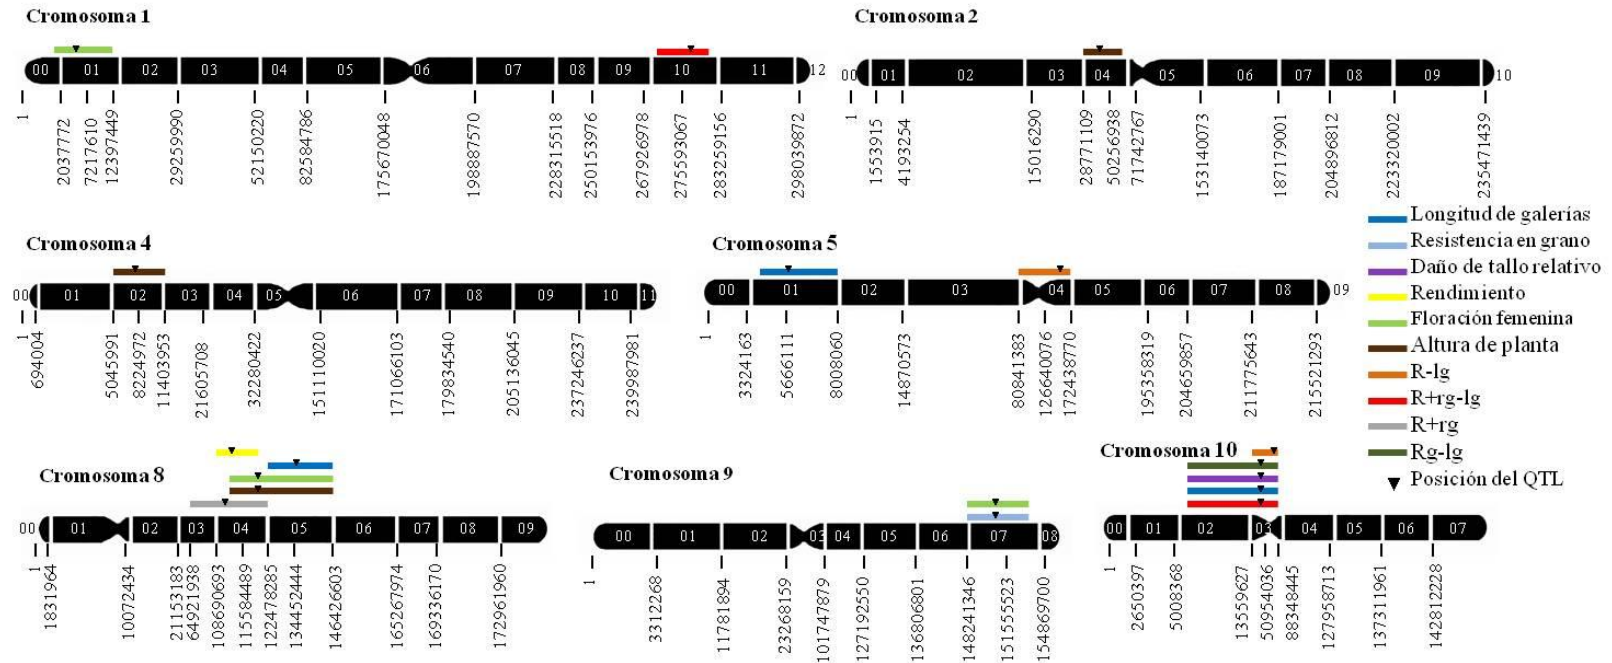 Cromosoma 1
00 01 02 03 04 05 06 07 08 09 10 11 12
1 2037772 7217610 12397449 29259990 52150220 82584786 175670048 198887570 228315518 250153976 267926978 275593067 283259156 298039872
Cromosoma 2
00 01 02 03 04 05 06 07 08 09 10
1 1553915 4193254 15016290 28771109 50256938 71742767 153140073 187179001 204896812 223320002 235471439
Cromosoma 4
00 01 02 03 04 05 06 07 08 09 10 11
1 694004 5045991 8224972 11403953 21605708 32280422 151110020 171066103 179834540 205136045 237246237 239987981
Cromosoma 5
00 01 02 03 04 05 06 07 08 09
1 3324163 5666111 8008060 14870573 80841383 126640076 172438770 195358319 204659857 211775643 215521293
Longitud de galerías
Resistencia en grano
Daño de tallo relativo
Rendimiento
Floración femenina
Altura de planta
R-lg
R+rg-lg
R+rg
Rg-lg
Posición del QTL
Cromosoma 8
00 01 02 03 04 05 06 07 08 09
1831964 10072434 21153183 64921938 108690693 115584489 122478285 134452444 146426603 165267974 169336170 172961960
Cromosoma 9
00 01 02 03 04 05 06 07 08
1 3312268 11781894 23268159 101747879 127192550 136806801 148241346 151555523 154869700
Cromosoma 10
00 01 02 03 04 05 06 07
1 2650397 5008368 13559627 50954036 88348445 127958713 137311961 142812228